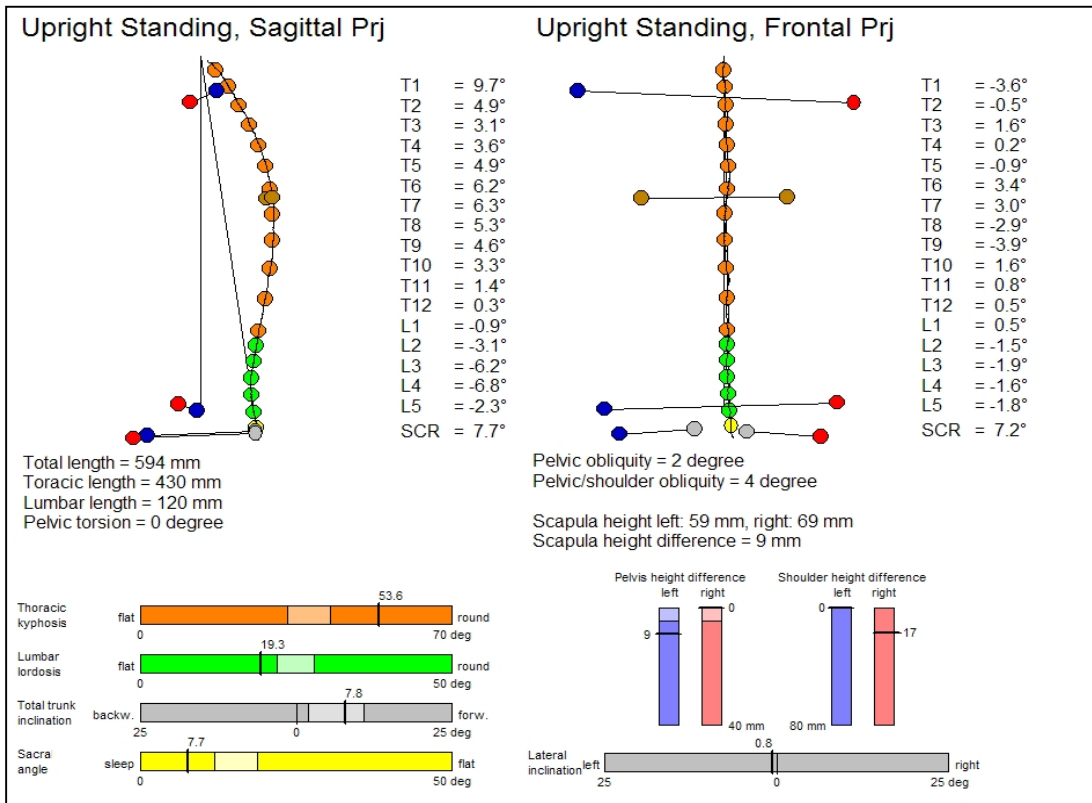 Upright Standing, Sagittal Prj
T1 = 9.7°
T2 = 4.9°
T3 = 3.1°
T4 = 3.6°
T5 = 4.9°
T6 = 6.2°
T7 = 6.3°
T8 = 5.3°
T9 = 4.6°
T10 = 3.3°
T11 = 1.4°
T12 = 0.3°
L1 = -0.9°
L2 = -3.1°
L3 = -6.2°
L4 = -6.8°
L5 = -2.3°
SCR = 7.7°
Total length = 594 mm
Toracic length = 430 mm
Lumbar length = 120 mm
Pelvic torsion = 0 degree
Thoracic kyphosis
flat
53.6
round
0
70 deg
Lumbar lordosis
flat
19.3
round
0
50 deg
Total trunk inclination
backw.
7.8
forw.
25
0
25 deg
Sacra angle
sleep
7.7
flat
0
50 deg
Upright Standing, Frontal Prj
T1 = -3.6°
T2 = -0.5°
T3 = 1.6°
T4 = 0.2°
T5 = -0.9°
T6 = 3.4°
T7 = 3.0°
T8 = -2.9°
T9 = -3.9°
T10 = 1.6°
T11 = 0.8°
T12 = 0.5°
L1 = 0.5°
L2 = -1.5°
L3 = -1.9°
L4 = -1.6°
L5 = -1.8°
SCR = 7.2°
Pelvic obliquity = 2 degree
Pelvic/shoulder obliquity = 4 degree
Scapula height left: 59 mm, right: 69 mm
Scapula height difference = 9 mm
Pelvis height difference
left right
0
9
40 mm
Shoulder height difference
left right
0
17
80 mm
Lateral inclination
left
0.8
right
25
0
25 deg